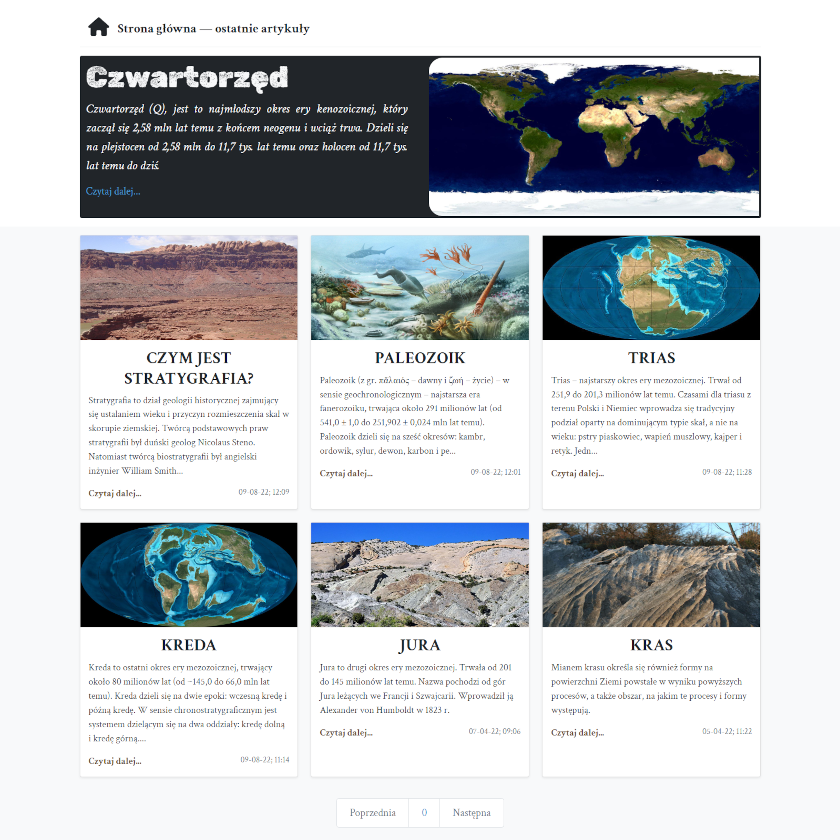 Strona główna — ostatnie artykuły
Czwartorzęd
Czwartorzęd (Q), jest to najmłodszy okres ery kenozoicznej, który
zaczął się 2,58 mln lat temu z końcem neogenu i wciąż trwa. Dzieli się
na plejstocen od 2,58 mln do 11,7 tys. lat temu oraz holocen od 11,7 tys.
lat temu do dziś.
Czytaj dalej...
CZYM JEST
STRATYGRAFIA?
Stratygrafia to dział geologii historycznej zajmujący
się ustalaniem wieku i przyczyn rozmieszczenia skał w
skorupie ziemskiej. Twórcą podstawowych praw
stratygrafii był duński geolog Nicolaus Steno.
Natomiast twórcą biostratygrafii był angielski
inżynier William Smith...
Czytaj dalej...
09-08-22; 12:09
PALEOZOIK
Paleozoik (z gr. πᾰλαιός – dawny i ζωή – życie) – w
sensie geochronologicznym – najstarsza era
fanerozoiku, trwająca około 291 milionów lat (od
541,0 ± 1,0 do 251,902 ± 0,024 mln lat temu).
Paleozoik dzieli się na sześć okresów: kambr,
ordowik, sylur, dewon, karbon i pe...
Czytaj dalej...
09-08-22; 12:01
TRIAS
Trias – najstarszy okres ery mezozoicznej. Trwał od
251,9 do 201,3 milionów lat temu. Czasami dla triasu z
terenu Polski i Niemiec wprowadza się tradycyjny
podział oparty na dominującym typie skał, a nie na
wieku: pstry piaskowiec, wapień muszlowy, kajper i
retyk. Jedn...
Czytaj dalej...
09-08-22; 11:28
KREDA
Kreda to ostatni okres ery mezozoicznej, trwający
około 80 milionów lat (od ~145,0 do 66,0 mln lat
temu). Kreda dzieli się na dwie epoki: wczesną kredę i
późną kredę. W sensie chronostratygraficznym jest
systemem dzielącym się na dwa oddziały: kredę dolną
i kredę górną....
Czytaj dalej...
09-08-22; 11:14
JURA
Jura to drugi okres ery mezozoicznej. Trwała od 201
do 145 milionów lat temu. Nazwa pochodzi od gór
Jura leżących we Francji i Szwajcarii. Wprowadził ją
Alexander von Humboldt w 1823 r.
Czytaj dalej...
07-04-22; 09:06
KRAS
Mianem krasu określa się również formy na
powierzchni Ziemi powstałe w wyniku powyższych
procesów, a także obszar, na jakim te procesy i formy
występują.
Czytaj dalej...
05-04-22; 11:22
Poprzednia
0
Następna